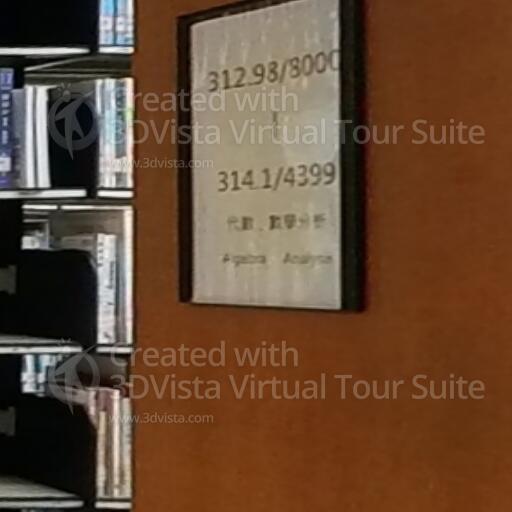 312.98/8000
|
314.1/4399
代數，數學分析
Algebra Analysis
Created with
3DVista Virtual Tour Suite
www.3dvista.com
Created with
3DVista Virtual Tour Suite
www.3dvista.com